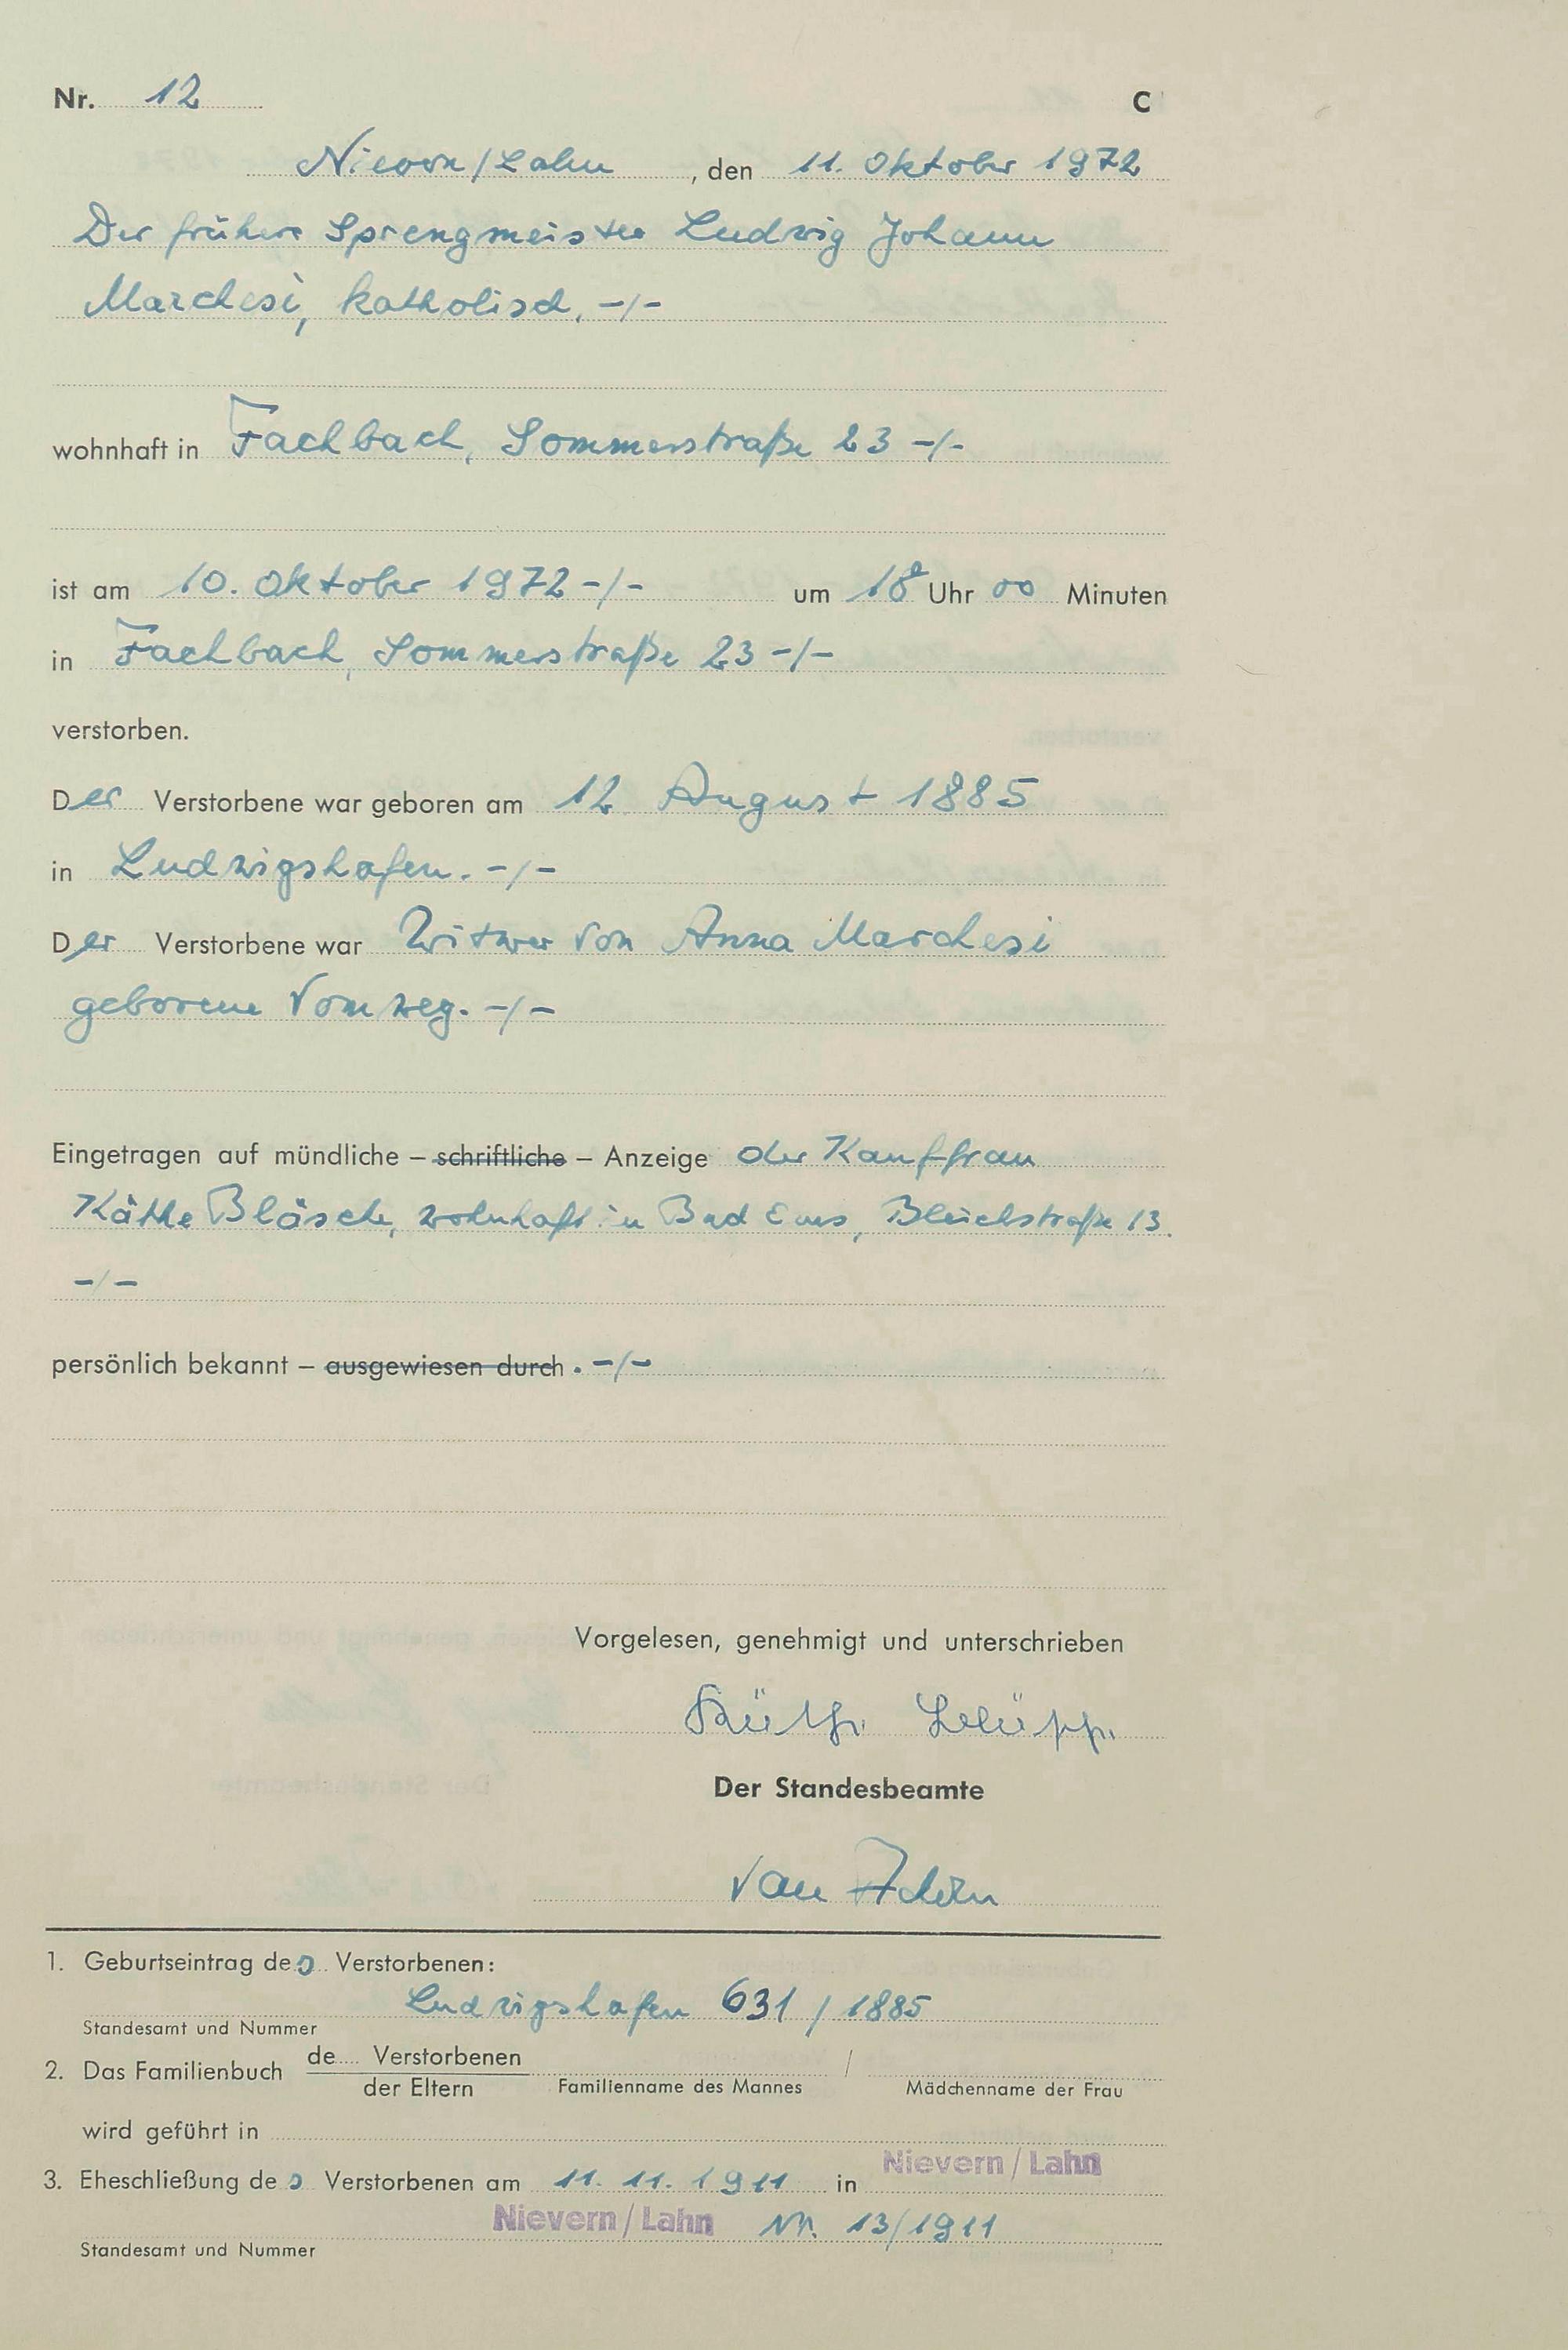 Nr. 12 C
Nievern/Lahn, den 11. Oktober 1972
Der frühere Sprengmeister Ludwig Johann
Marchesi, katholisch, -/-
wohnhaft in Fachbach, Sommerstraße 23 -/-
ist am 10. Oktober 1972 -/- um 18 Uhr 00 Minuten
in Fachbach, Sommerstraße 23 -/-
verstorben.
Der Verstorbene war geboren am 12. August 1885
in Ludwigshafen. -/-
Der Verstorbene war Witwer von Anna Marchesi
geborene Vomweg. -/-
Eingetragen auf mündliche – schriftliche – Anzeige der Kauffrau
Käthe Bläsche, wohnhaft in Bad Ems, Bleichstraße 13.
-/-
persönlich bekannt – ausgewiesen durch . -/-
Vorgelesen, genehmigt und unterschrieben
Der Standesbeamte
van
1. Geburtseintrag des Verstorbenen:
Ludwigshafen 631 / 1885
Standesamt und Nummer
2. Das Familienbuch de.... Verstorbenen /
der Eltern Familienname des Mannes Mädchenname der Frau
wird geführt in
3. Eheschließung des Verstorbenen am 11. 11. 1911 in Nievern/Lahn
Nievern/Lahn Nr. 13/1911
Standesamt und Nummer